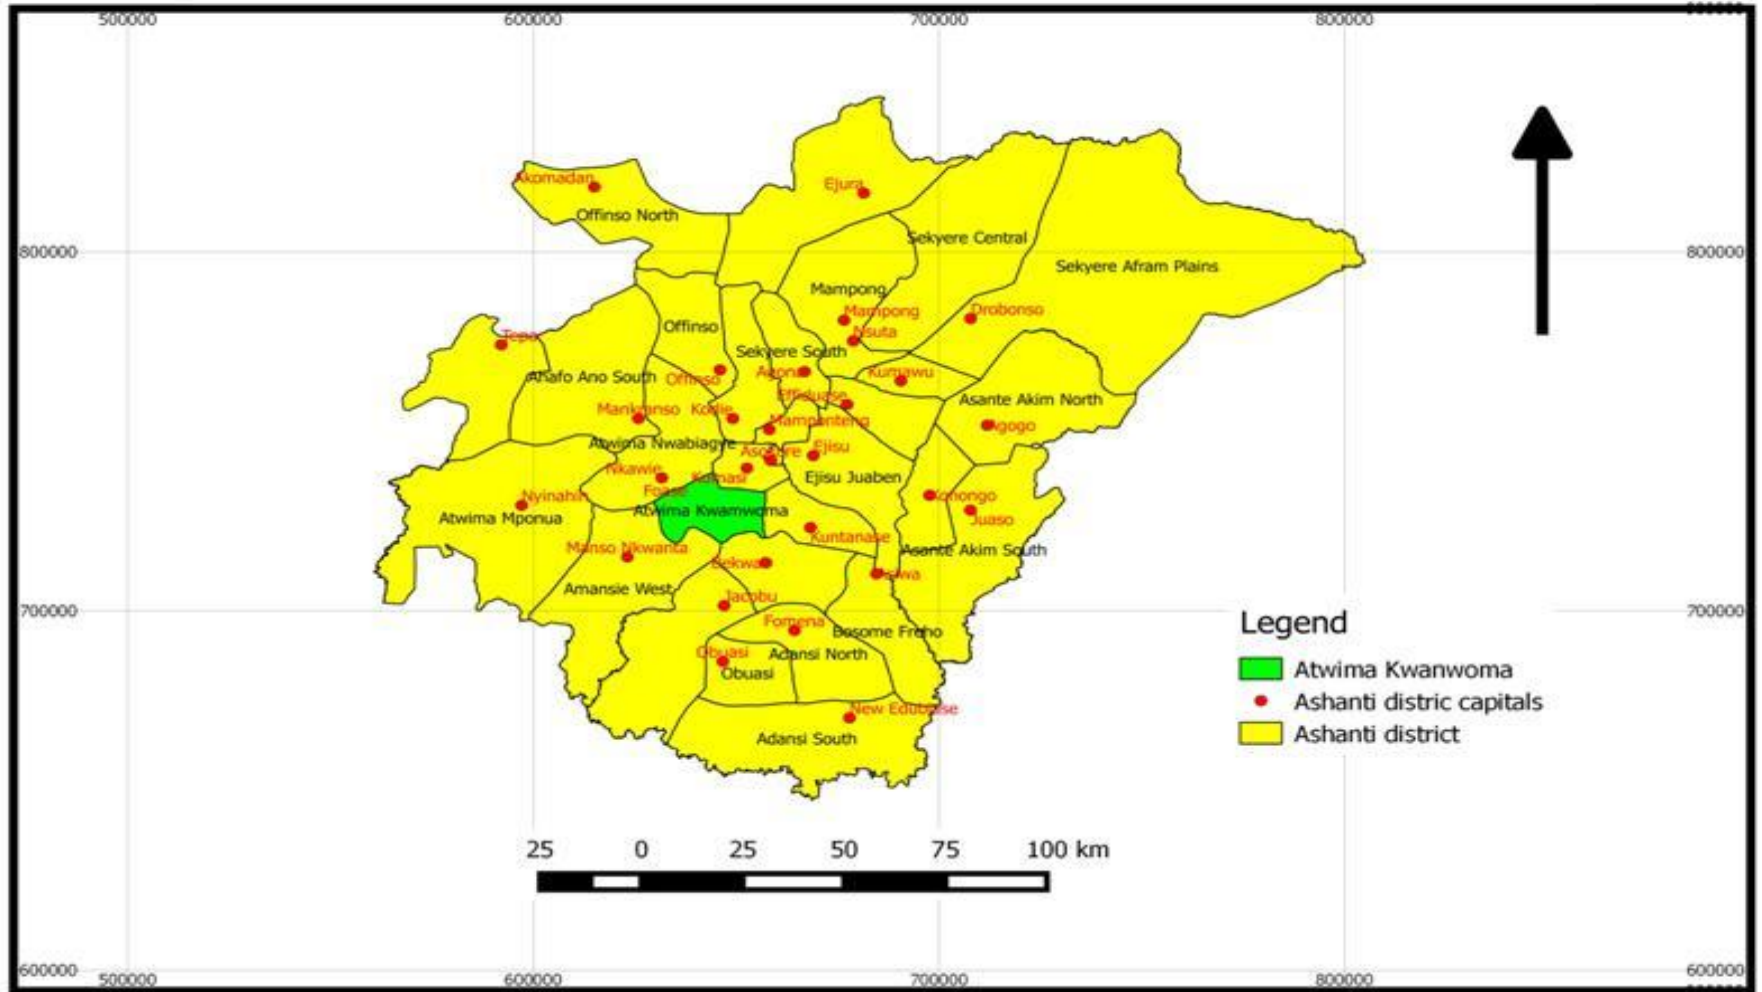 500000
600000
700000
800000
Akomadan
Ejura
Offinso North
Sekyere Central
800000
800000
Sekyere Afram Plains
Mampong
Mampong
Drobonso
Offinso
Nsuta
Tepa
Sekyere South
Ahafo Ano South
Offinso
Agona
Kumawu
Effiduase
Asante Akim North
Mankranso
Kodie
Mamponteng
Agogo
Atwima Nwabiagye
Asokore
Ejisu
Nkawie
Kumasi
Ejisu Juaben
Foase
Nyinahin
Konongo
Atwima Kwamwoma
Atwima Mponua
Juaso
Kuntanase
Manso Nkwanta
Asante Akim South
Bekwai
Amansie West
Jacobu
700000
700000
Fomena
Bosome Freho
Obuasi
Adansi North
Obuasi
New Edubiase
Adansi South
Legend
Atwima Kwanwoma
Ashanti distric capitals
Ashanti district
25 0 25 50 75 100 km
600000
600000
500000
600000
700000
800000